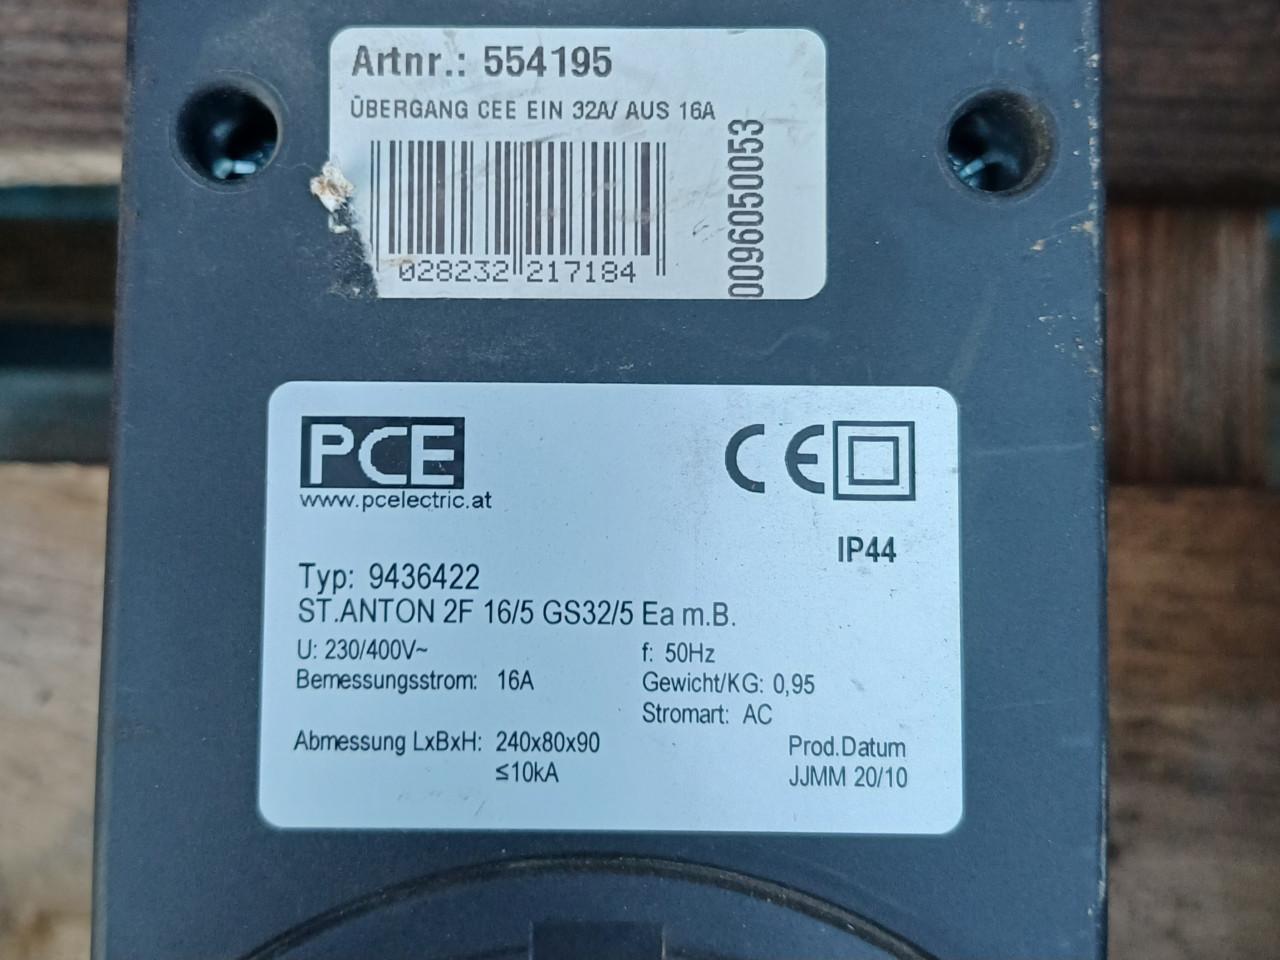 Artnr.: 554195
ÜBERGANG CEE EIN 32A/ AUS 16A
028232 217184
0096050053
PCE
www.pcelectric.at
CE
IP44
Typ: 9436422
ST.ANTON 2F 16/5 GS32/5 Ea m.B.
U: 230/400V~ f: 50Hz
Bemessungsstrom: 16A Gewicht/KG: 0,95
Stromart: AC
Abmessung LxBxH: 240x80x90 Prod.Datum
≤10kA JJMM 20/10